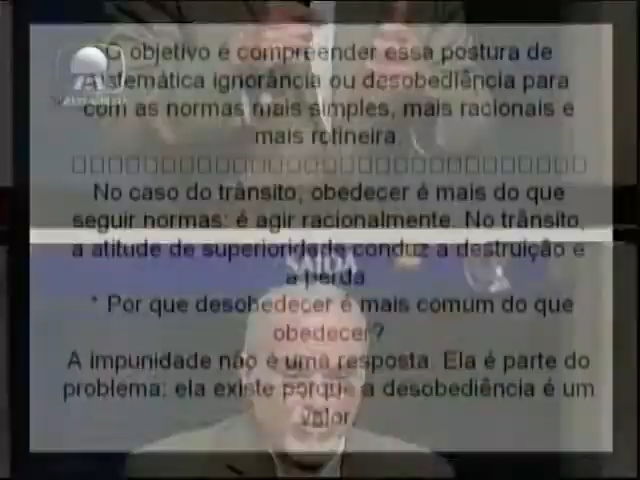 O objetivo é compreender essa postura de
sistemática ignorância ou desobediência para
com as normas mais simples, mais racionais e
mais rotineira.
□□□□□□□□□□□□□□□□□□□□□□□□□□□
No caso do trânsito, obedecer é mais do que
seguir normas: é agir racionalmente. No trânsito,
a atitude de superioridade conduz a destruição e
a perda
SAÍDA
* Por que desobedecer é mais comum do que
obedecer?
A impunidade não é uma resposta. Ela é parte do
problema: ela existe porque a desobediência é um
valor